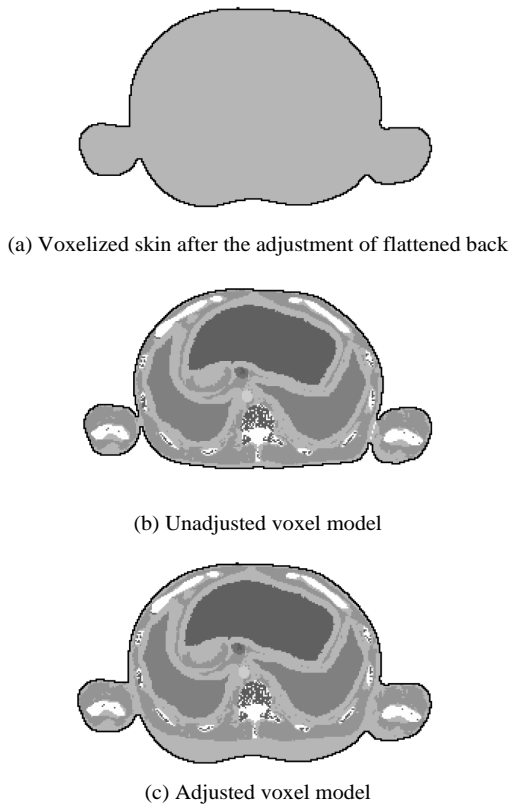 (a) Voxelized skin after the adjustment of flattened back
(b) Unadjusted voxel model
(c) Adjusted voxel model